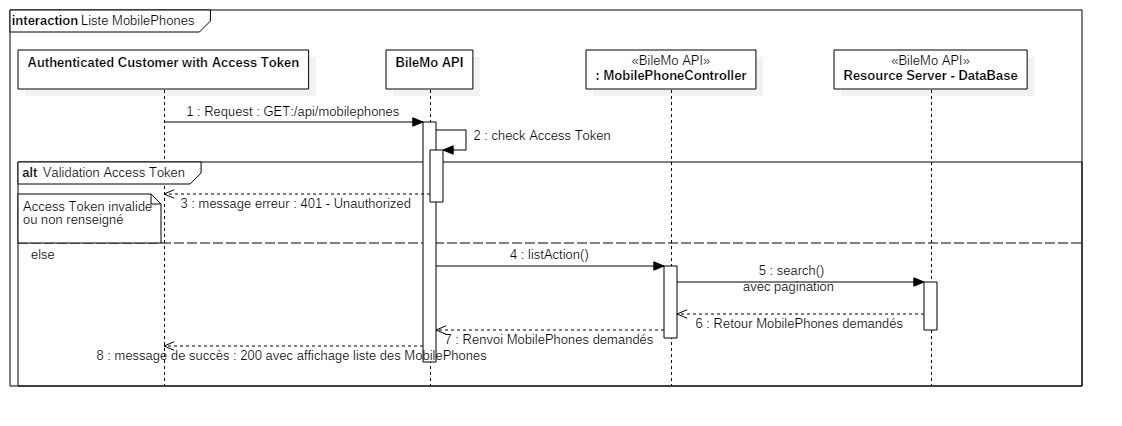 interaction Liste MobilePhones
Authenticated Customer with Access Token
BileMo API
«BileMo API»
: MobilePhoneController
«BileMo API»
Resource Server - DataBase
1 : Request : GET:/api/mobilephones
2 : check Access Token
alt Validation Access Token
3 : message erreur : 401 - Unauthorized
Access Token invalide
ou non renseigné
else
4 : listAction()
5 : search()
avec pagination
6 : Retour MobilePhones demandés
7 : Renvoi MobilePhones demandés
8 : message de succès : 200 avec affichage liste des MobilePhones